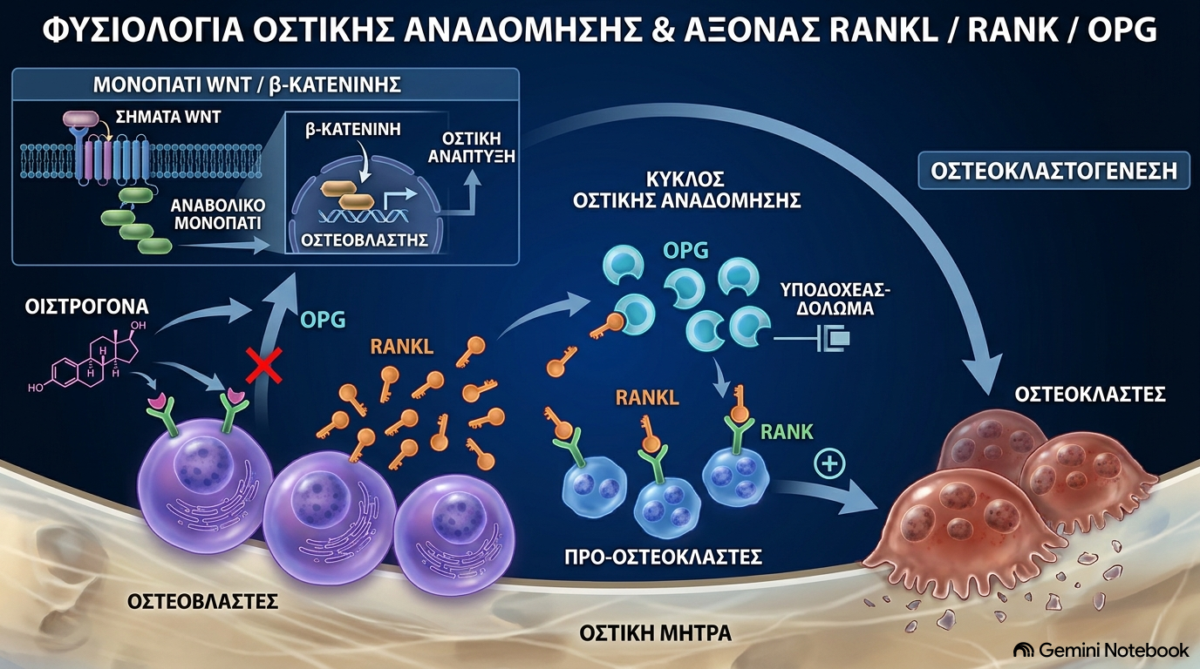 ΦΥΣΙΟΛΟΓΙΑ ΟΣΤΙΚΗΣ ΑΝΑΔΟΜΗΣΗΣ & ΑΞΟΝΑΣ RANKL / RANK / OPG
ΜΟΝΟΠΑΤΙ WNT / β-ΚΑΤΕΝΙΝΗΣ
ΣΗΜΑΤΑ WNT
β-ΚΑΤΕΝΙΝΗ
ΟΣΤΙΚΗ
ΑΝΑΠΤΥΞΗ
ΑΝΑΒΟΛΙΚΟ
ΜΟΝΟΠΑΤΙ
ΟΣΤΕΟΒΛΑΣΤΗΣ
ΟΣΤΕΟΚΛΑΣΤΟΓΕΝΕΣΗ
ΚΥΚΛΟΣ
ΟΣΤΙΚΗΣ ΑΝΑΔΟΜΗΣΗΣ
OPG
ΥΠΟΔΟΧΕΑΣ-
ΔΟΛΩΜΑ
ΟΙΣΤΡΟΓΟΝΑ
OH
H
H
H
HO
OPG
RANKL
RANKL
RANK
ΟΣΤΕΟΚΛΑΣΤΕΣ
ΠΡΟ-ΟΣΤΕΟΚΛΑΣΤΕΣ
ΟΣΤΕΟΒΛΑΣΤΕΣ
ΟΣΤΙΚΗ ΜΗΤΡΑ
Gemini Notebook